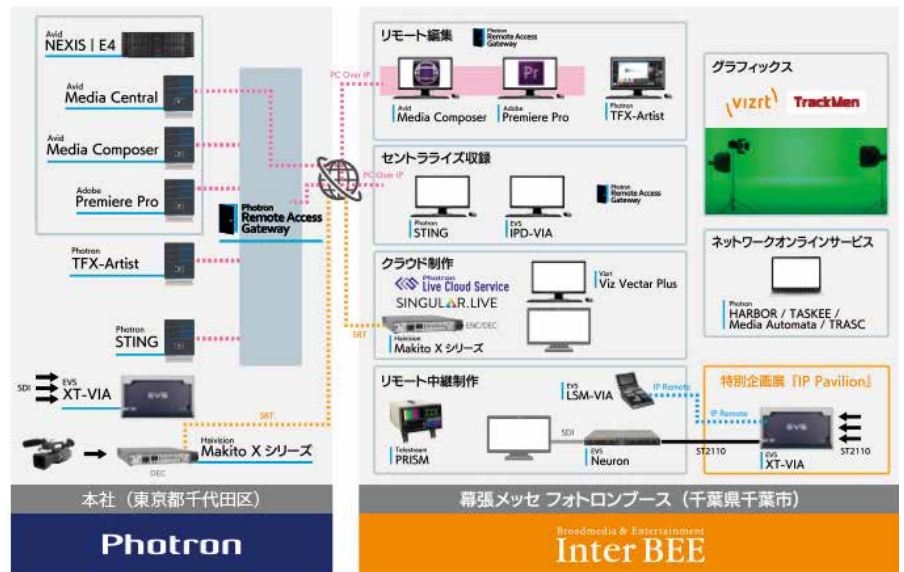 Avid
NEXIS | E4
Avid
Media Central
Avid
Media Composer
Adobe
Premiere Pro
Photron
Remote Access
Gateway
Photron
TFX-Artist
Photron
STING
SDI
EVS
XT-VIA
EVS
SRT
Haivision
Makito X シリーズ
DEC
本社（東京都千代田区）
Photron
PC Over IP
PC Over IP
SRT
リモート編集
Photron
Remote Access
Gateway
Pr
Avid
Media Composer
Adobe
Premiere Pro
Photron
TFX-Artist
セントラライズ収録
Photron
STING
EVS
IPD-VIA
Photron
Remote Access
Gateway
クラウド制作
Photron
Live Cloud Service
SINGULAR.LIVE
ENC/DEC
Haivision
Makito X シリーズ
Vizrt
Viz Vectar Plus
リモート中継制作
Telestream
PRISM
EVS
LSM-VIA
IP Remote
SDI
EVS
Neuron
グラフィックス
vizrt
TrackMen
ネットワークオンラインサービス
Photron
HARBOR / TASKEE /
Media Automata / TRASC
特別企画展『IP Pavilion』
IP Remote
EVS
ST2110
EVS
XT-VIA
ST2110
幕張メッセ フォトロンブース（千葉県千葉市）
Broadmedia & Entertainment
Inter BEE